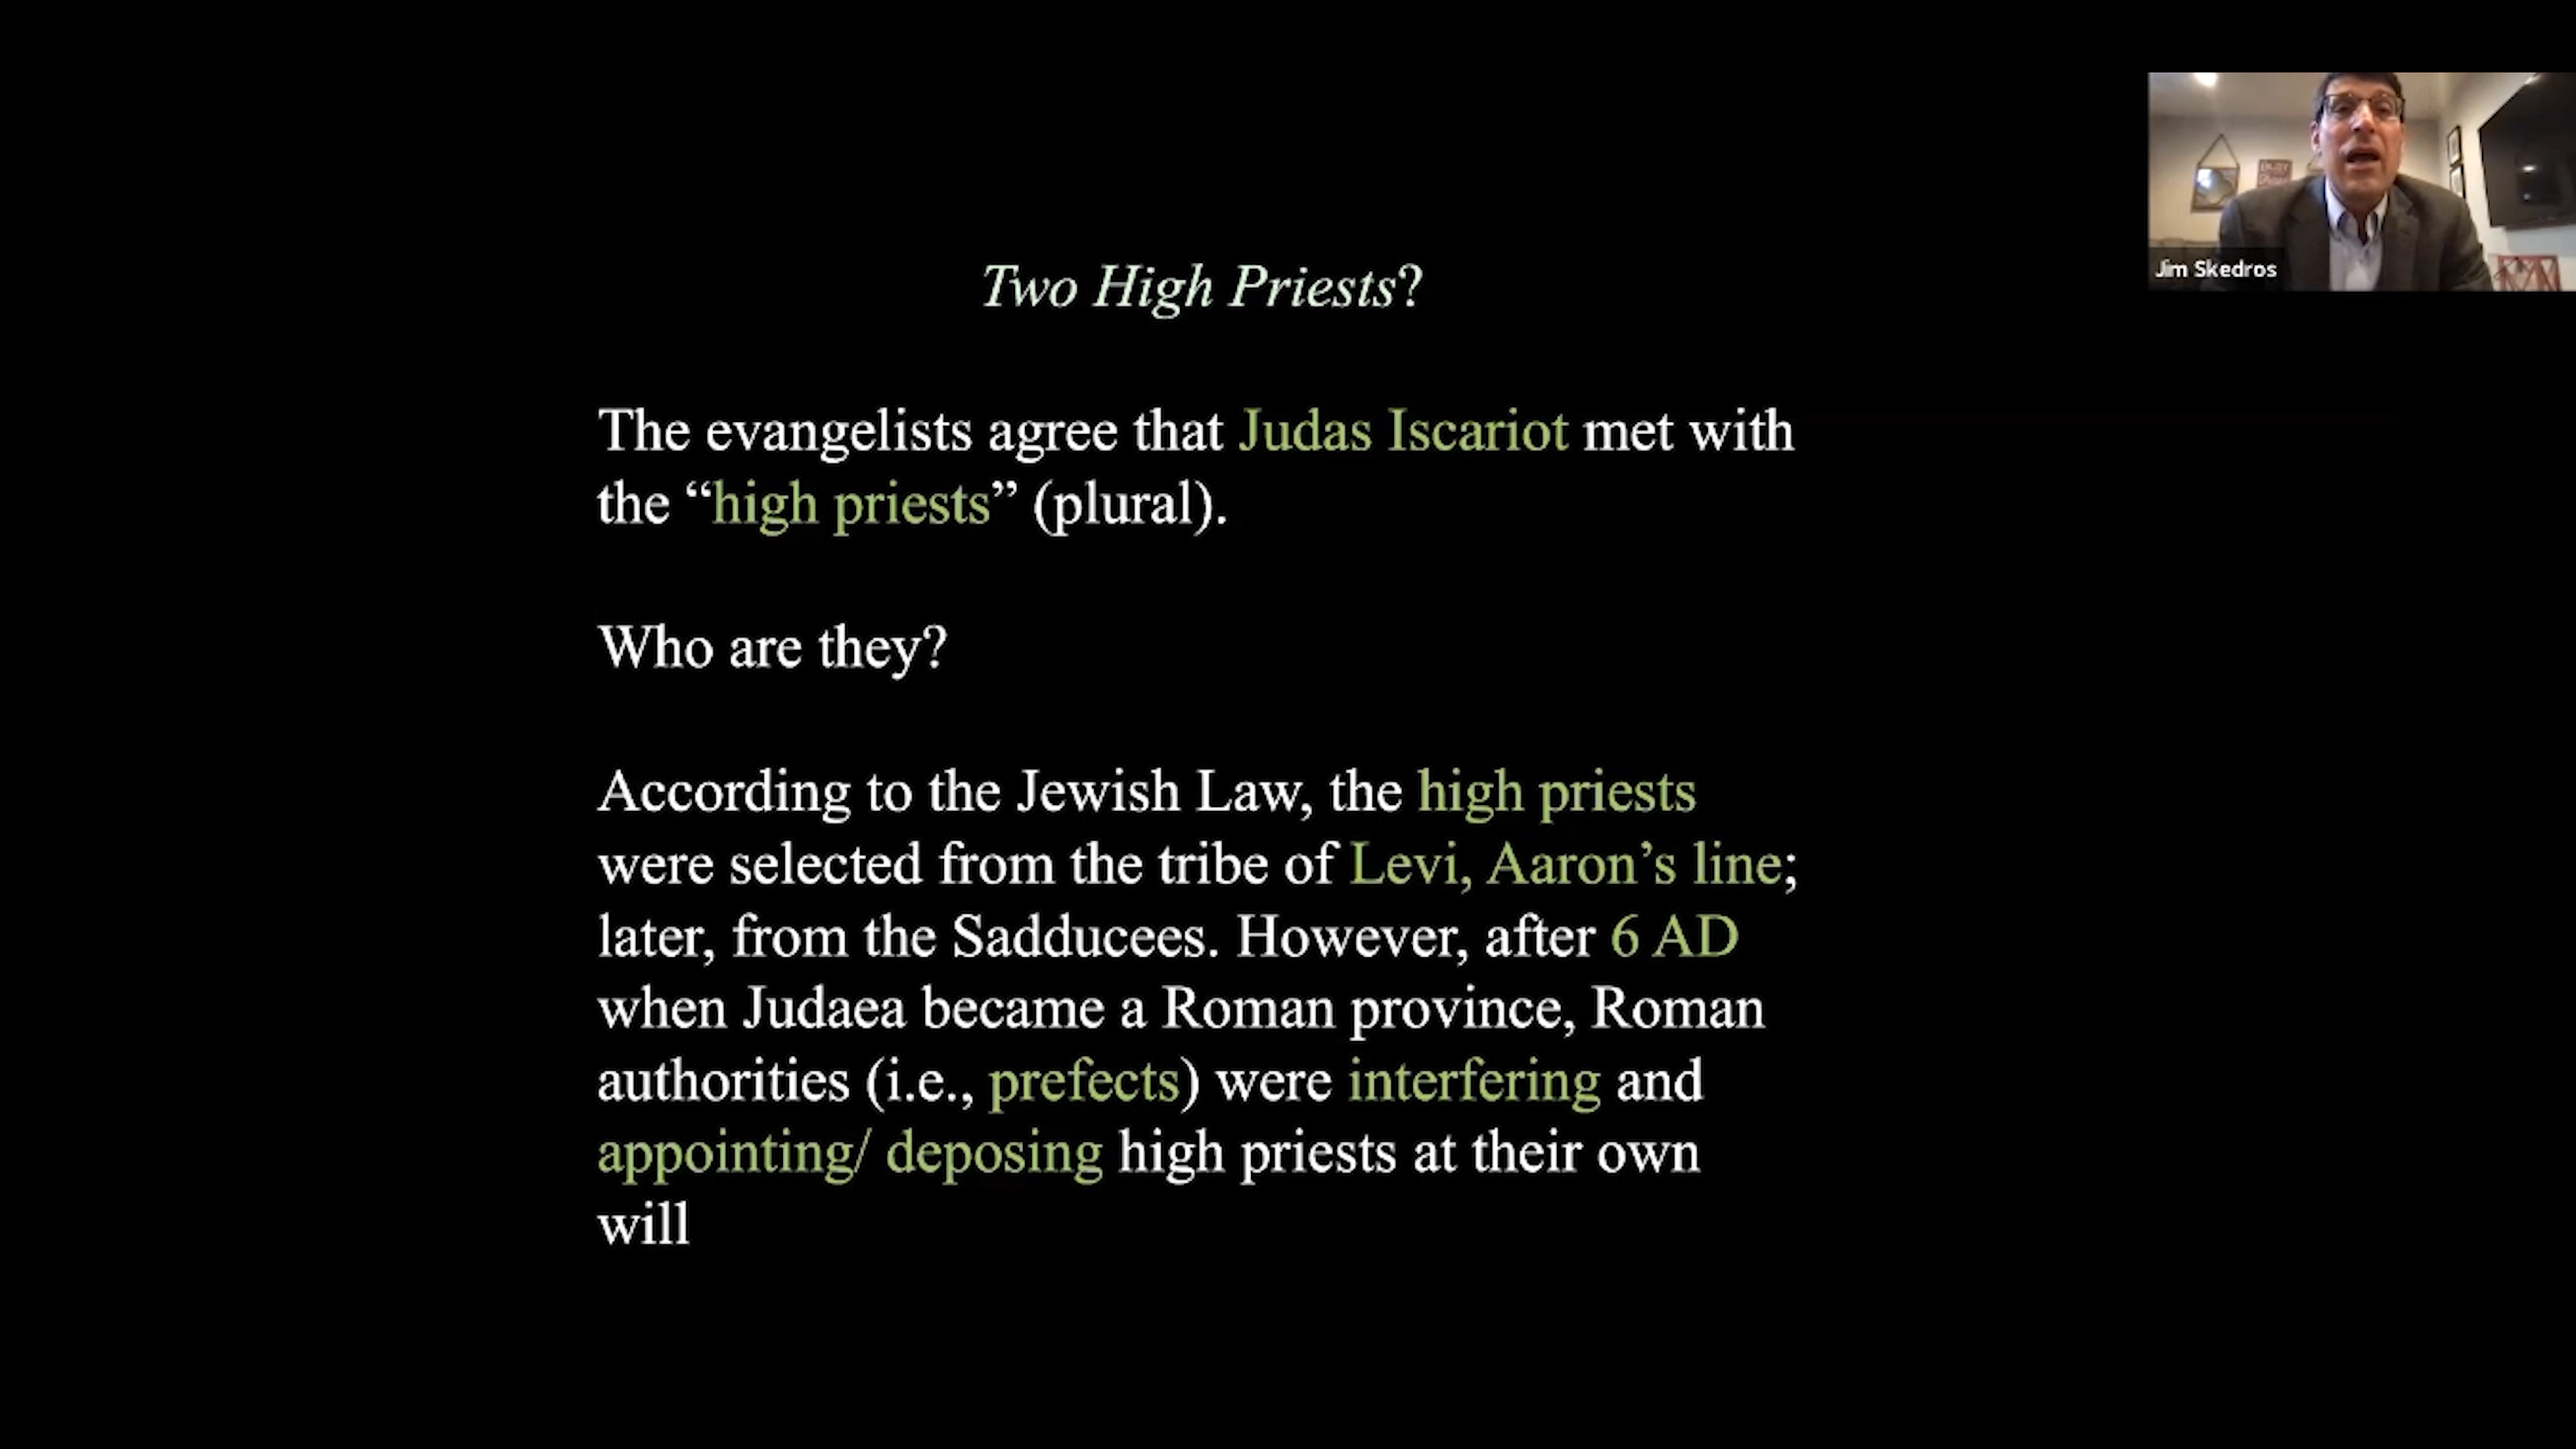 Two High Priests?
The evangelists agree that Judas Iscariot met with
the “high priests” (plural).
Who are they?
According to the Jewish Law, the high priests
were selected from the tribe of Levi, Aaron’s line;
later, from the Sadducees. However, after 6 AD
when Judaea became a Roman province, Roman
authorities (i.e., prefects) were interfering and
appointing/ deposing high priests at their own
will
Jim Skedros